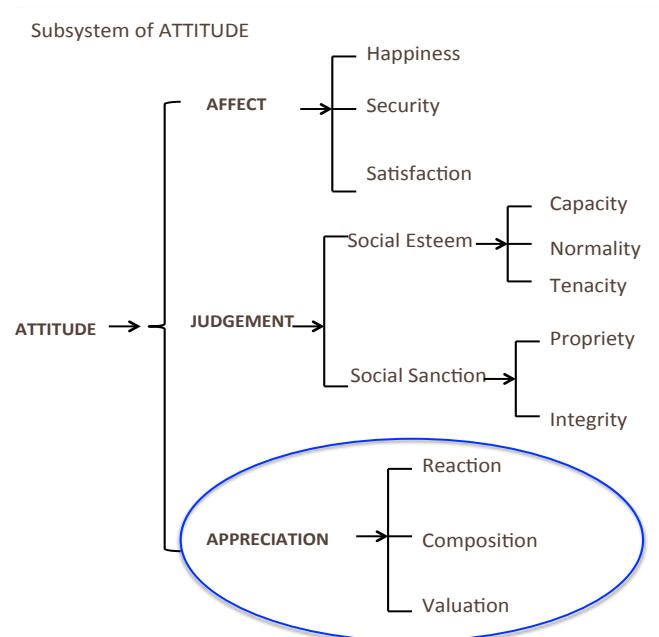 Subsystem of ATTITUDE
Happiness
AFFECT
Security
Satisfaction
Capacity
Social Esteem
Normality
Tenacity
ATTITUDE
JUDGEMENT
Propriety
Social Sanction
Integrity
Reaction
APPRECIATION
Composition
Valuation